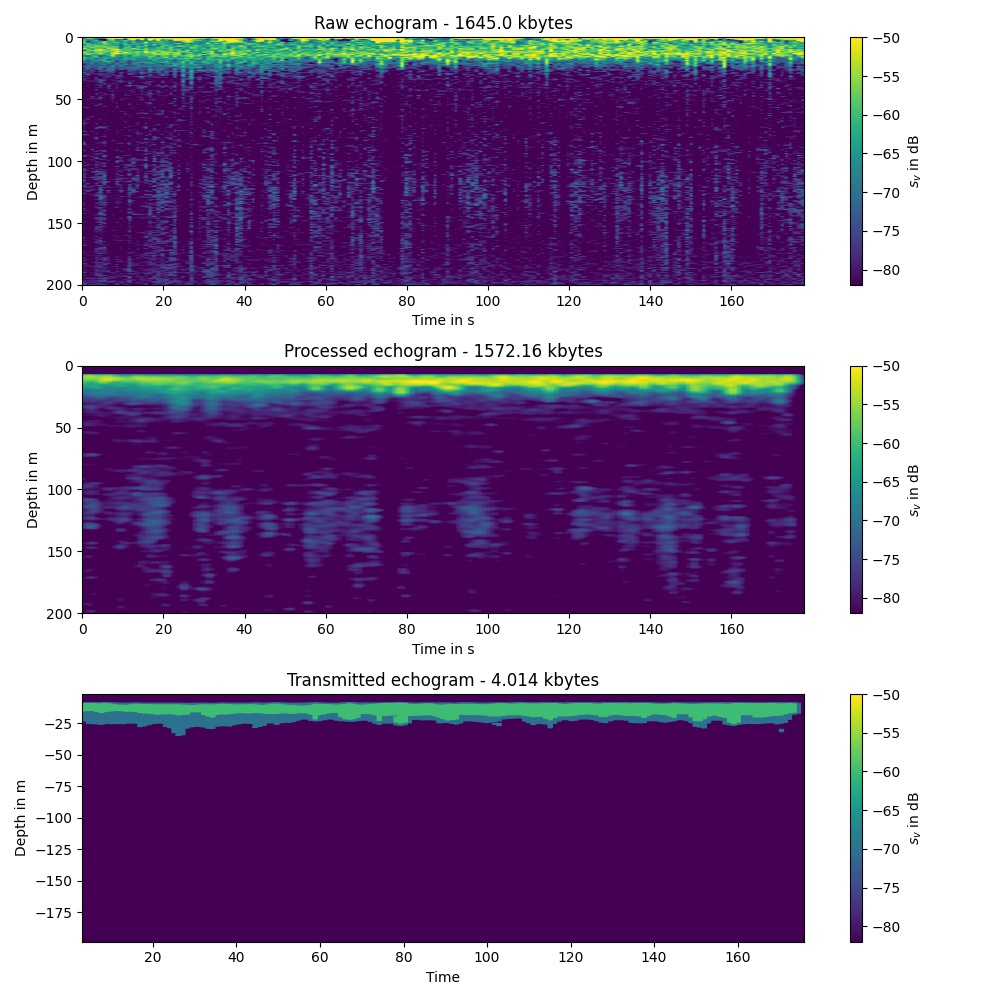 Raw echogram - 1645.0 kbytes
0
50
100
150
200
Depth in m
0 20 40 60 80 100 120 140 160
Time in s
−50
−55
−60
−65
−70
−75
−80
sv in dB
Processed echogram - 1572.16 kbytes
0
50
100
150
200
Depth in m
0 20 40 60 80 100 120 140 160
Time in s
−50
−55
−60
−65
−70
−75
−80
sv in dB
Transmitted echogram - 4.014 kbytes
−25
−50
−75
−100
−125
−150
−175
Depth in m
20 40 60 80 100 120 140 160
Time
−50
−55
−60
−65
−70
−75
−80
sv in dB